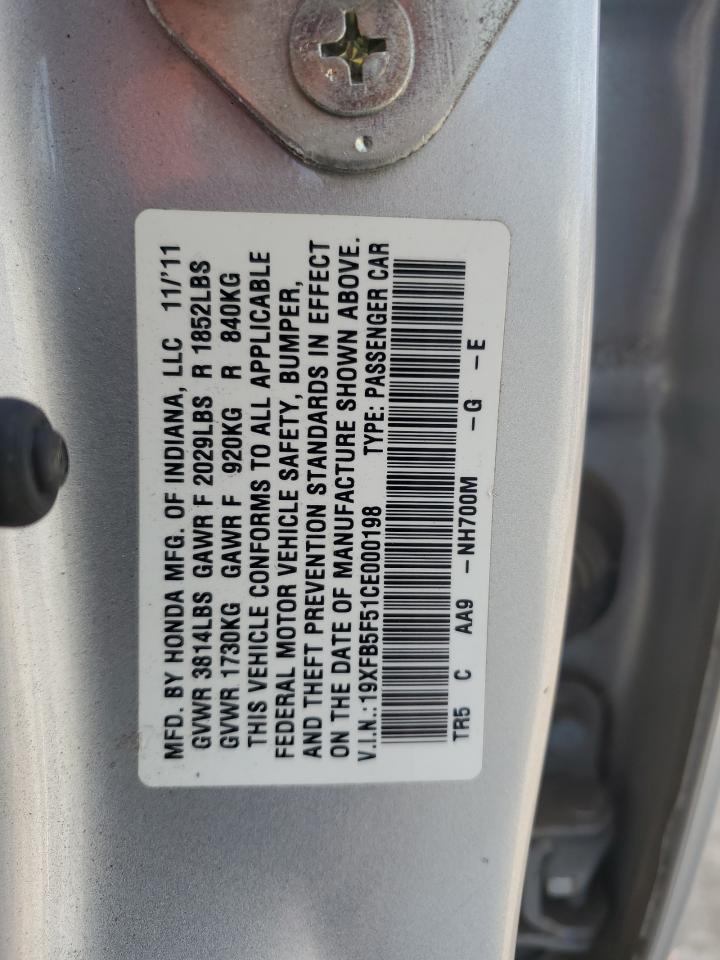 MFD. BY HONDA MFG. OF INDIANA, LLC 11/'11
GVWR 3814LBS GAWR F 2029LBS R 1852LBS
GVWR 1730KG GAWR F 920KG R 840KG
THIS VEHICLE CONFORMS TO ALL APPLICABLE
FEDERAL MOTOR VEHICLE SAFETY, BUMPER,
AND THEFT PREVENTION STANDARDS IN EFFECT
ON THE DATE OF MANUFACTURE SHOWN ABOVE.
V.I.N.:19XFB5F51CE000198 TYPE: PASSENGER CAR
TR5 C AA9 -NH700M -G -E